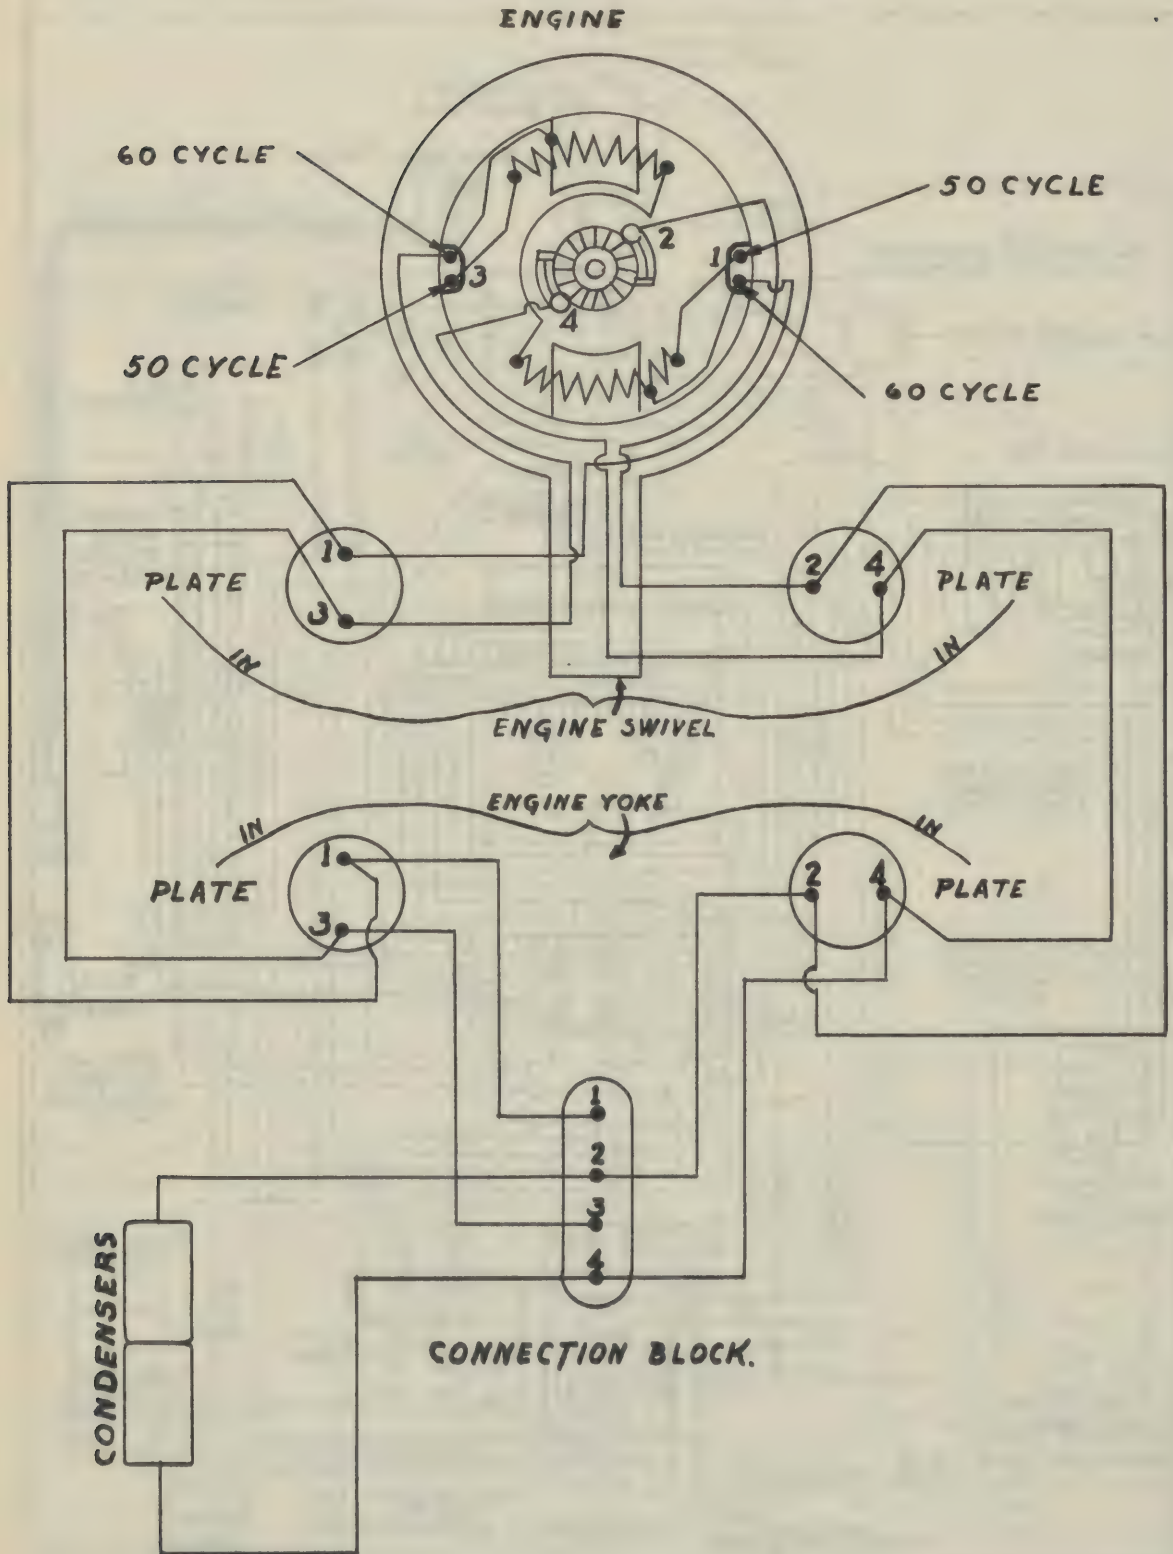 ENGINE
60 CYCLE
50 CYCLE
2
1
3
4
50 CYCLE
60 CYCLE
1
2 4
PLATE
PLATE
3
IN
IN
ENGINE SWIVEL
ENGINE YOKE
IN
IN
1
2 4
PLATE
PLATE
3
1
2
3
4
CONDENSERS
CONNECTION BLOCK.